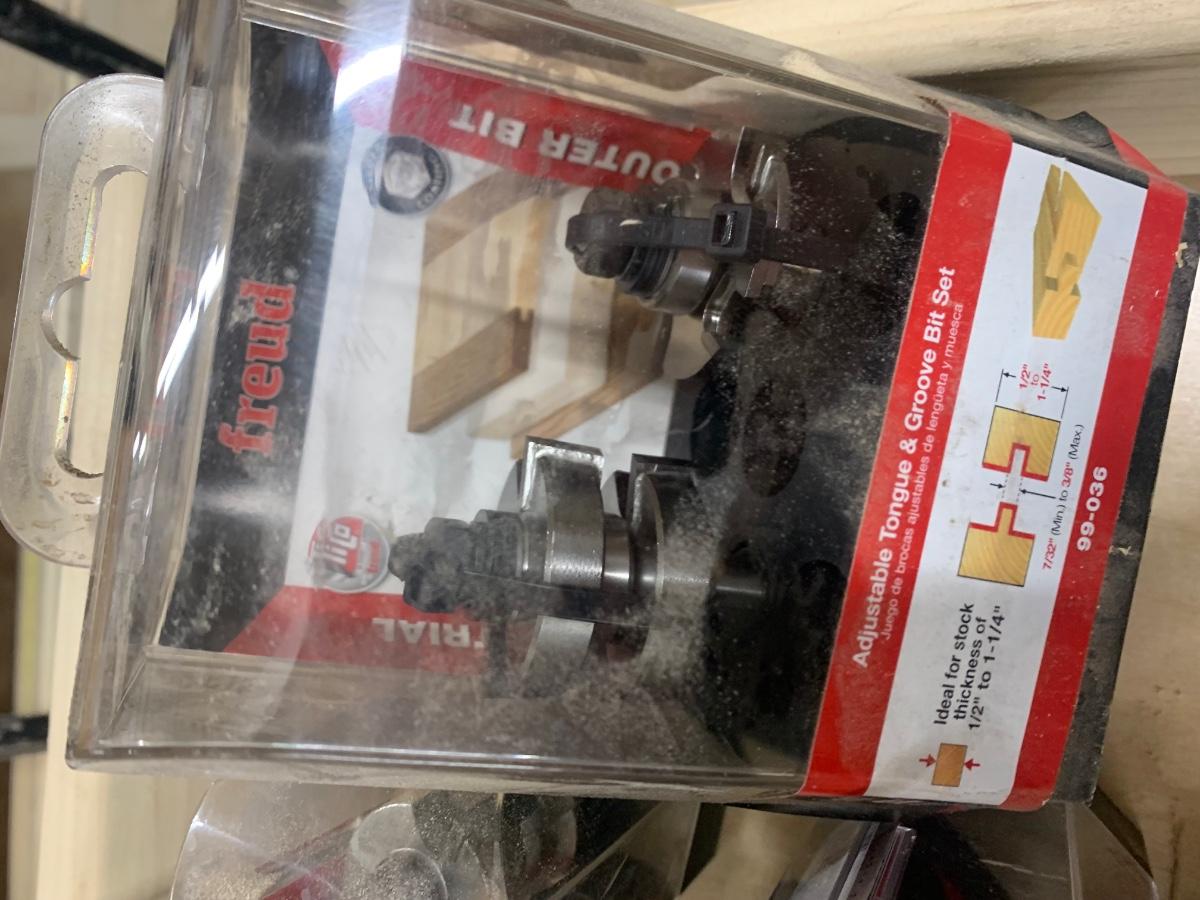 freud
TRIAL
OUTER BIT
TiCo
Adjustable Tongue & Groove Bit Set
Juego de brocas ajustables de lengüeta y muesca
Ideal for stock
thickness of
1/2" to 1-1/4"
7/32" (Min.) to 3/8" (Max.)
1/2"
to
1-1/4"
99-036